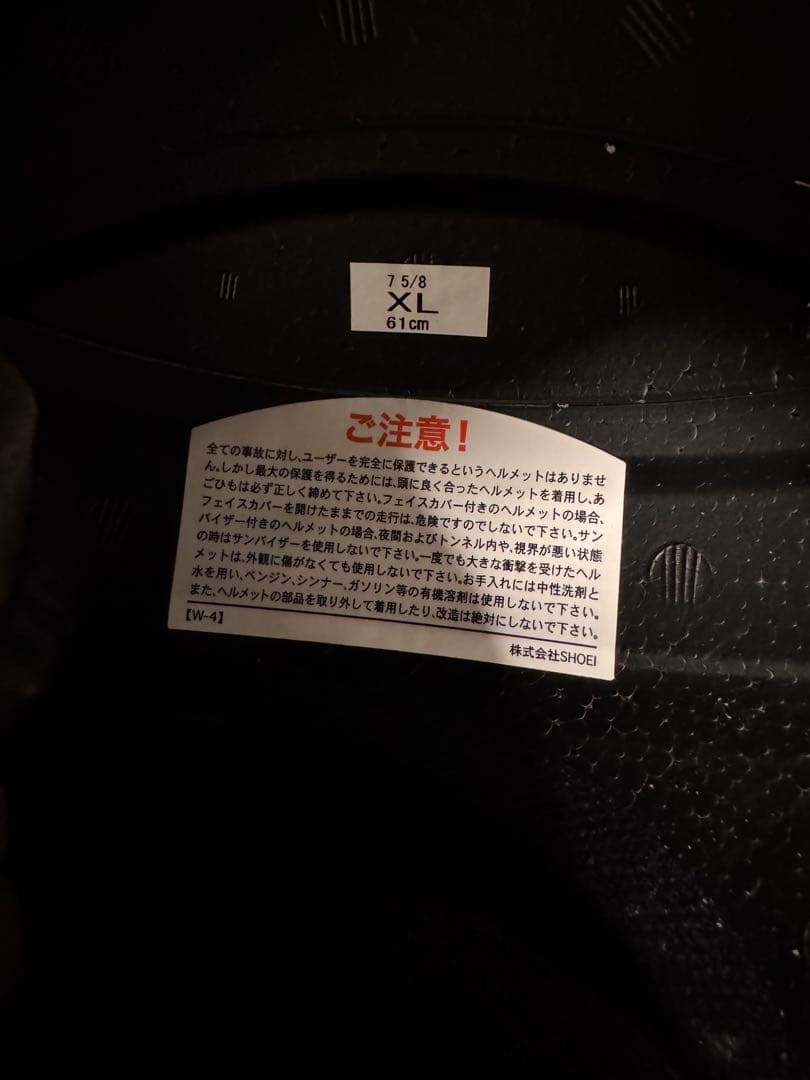 7 5/8
XL
61cm
ご注意！
全ての事故に対し、ユーザーを完全に保護できるというヘルメットはありませ
ん。しかし最大の保護を得るためには、頭に良く合ったヘルメットを着用し、あ
ごひもは必ず正しく締めて下さい。フェイスカバー付きのヘルメットの場合、
フェイスカバーを開けたままでの走行は、危険ですのでしないで下さい。サン
バイザー付きのヘルメットの場合、夜間およびトンネル内や、視界が悪い状態
の時はサンバイザーを使用しないで下さい。一度でも大きな衝撃を受けたヘル
メットは、外観に傷がなくても使用しないで下さい。お手入れには中性洗剤と
水を用い、ベンジン、シンナー、ガソリン等の有機溶剤は使用しないで下さい。
また、ヘルメットの部品を取り外して着用したり、改造は絶対にしないで下さい。
【W-4】
株式会社SHOEI